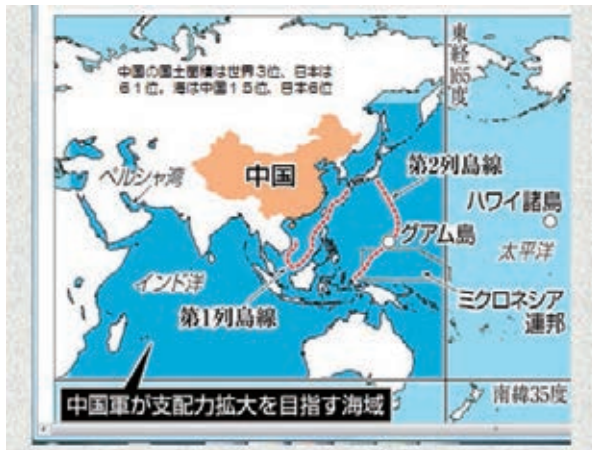 中国の国土面積は世界3位、日本は
61位。海は中国15位、日本6位
東経165度
中国
第2列島線
ペルシャ湾
ハワイ諸島
グアム島
太平洋
インド洋
ミクロネシア
連邦
第1列島線
南緯35度
中国軍が支配力拡大を目指す海域